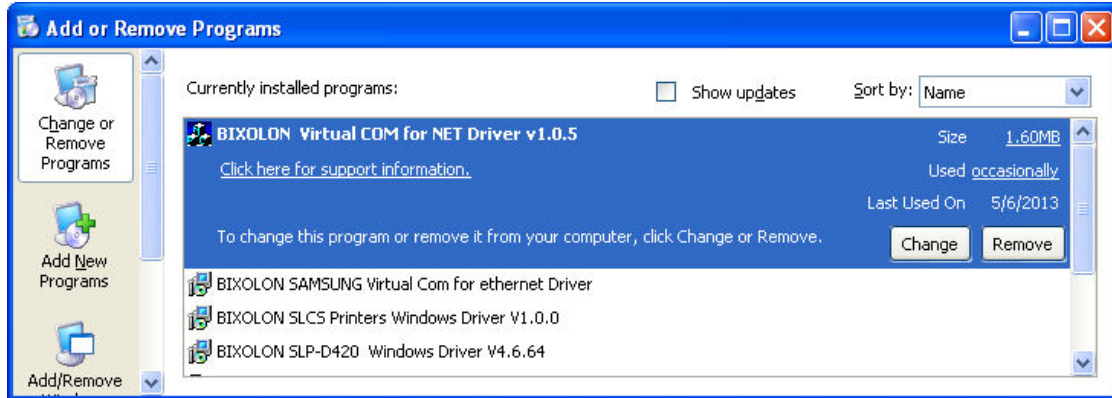 Add or Remove Programs
Change or
Remove
Programs
Add New
Programs
Add/Remove
Currently installed programs:
Show updates
Sort by: Name
BIXOLON Virtual COM for NET Driver v1.0.5
Size 1.60MB
Click here for support information.
Used occasionally
Last Used On 5/6/2013
To change this program or remove it from your computer, click Change or Remove.
Change Remove
BIXOLON SAMSUNG Virtual Com for ethernet Driver
BIXOLON SLCS Printers Windows Driver V1.0.0
BIXOLON SLP-D420 Windows Driver V4.6.64